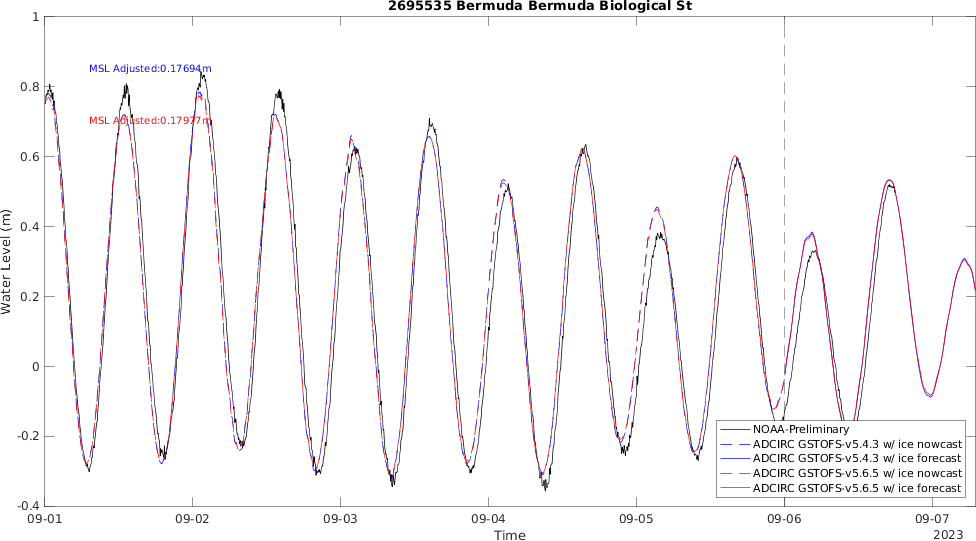 2695535 Bermuda Bermuda Biological St
1
0.8
0.6
0.4
0.2
0
-0.2
-0.4
Water Level (m)
MSL Adjusted:0.17694m
MSL Adjusted:0.17977m
NOAA-Preliminary
ADCIRC GSTOFS-v5.4.3 w/ ice nowcast
ADCIRC GSTOFS-v5.4.3 w/ ice forecast
ADCIRC GSTOFS-v5.6.5 w/ ice nowcast
ADCIRC GSTOFS-v5.6.5 w/ ice forecast
09-01 09-02 09-03 09-04 09-05 09-06 09-07
Time
2023